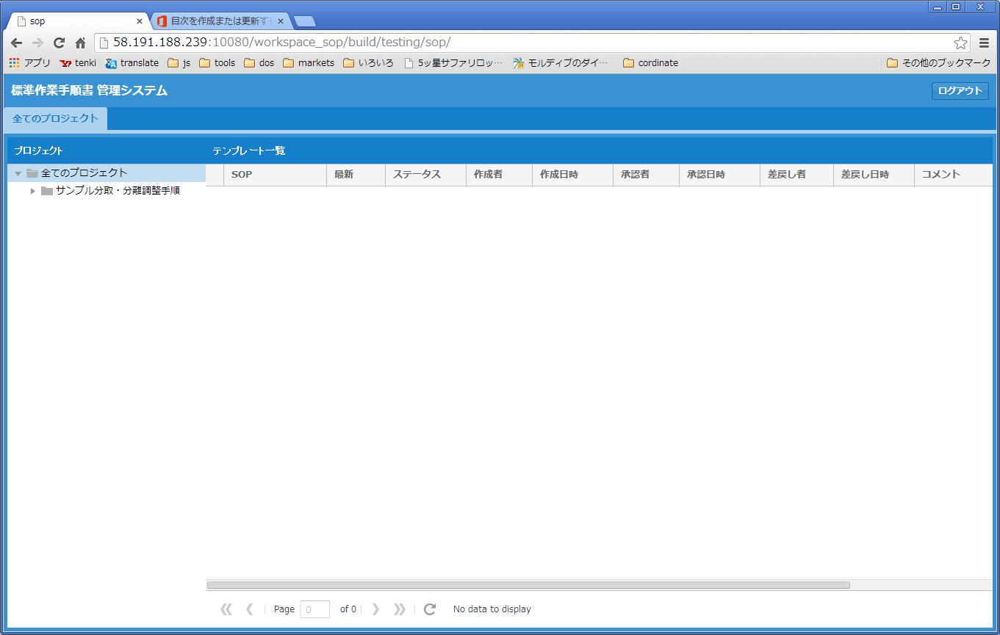 sop
目次を作成または更新す
58.191.188.239:10080/workspace_sop/build/testing/sop/
アプリ tenki translate js tools dos markets いろいろ 5ッ星サファリロッ… モルディブのダイ… cordinate その他のブックマーク
標準作業手順書 管理システム
ログアウト
全てのプロジェクト
プロジェクト
テンプレート一覧
全てのプロジェクト
サンプル分取・分離調整手順
SOP 最新 ステータス 作成者 作成日時 承認者 承認日時 差戻し者 差戻し日時 コメント
Page 0 of 0 No data to display